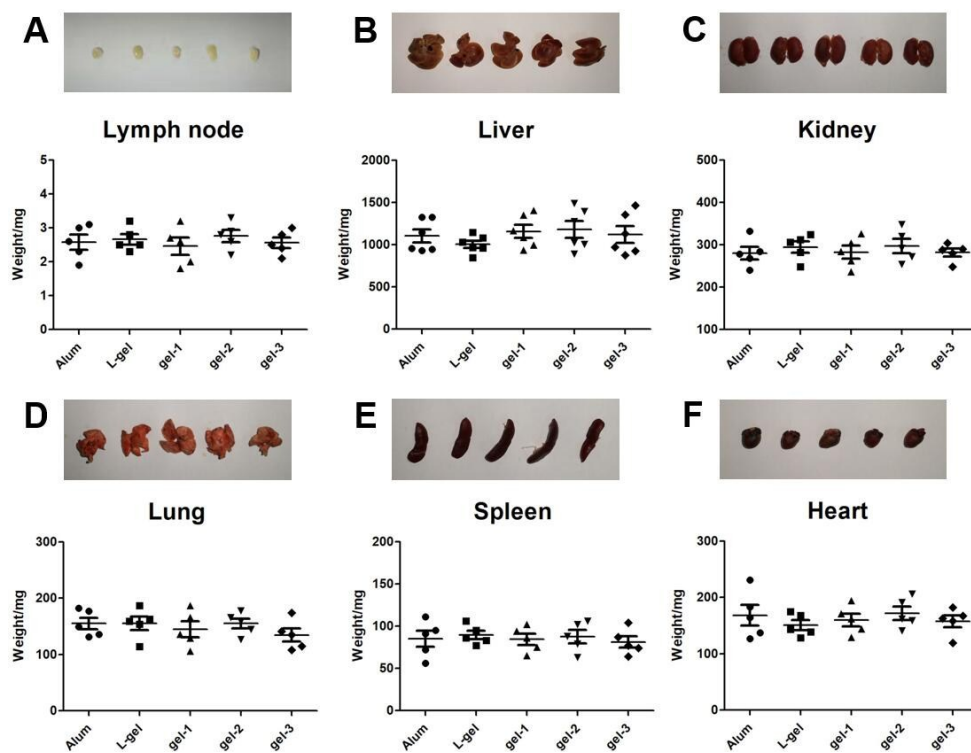 A
B
C
Lymph node
Liver
Kidney
Weight/mg
5
4
3
2
1
0
Alum
L-gel
gel-1
gel-2
gel-3
Weight/mg
2000
1500
1000
500
0
Alum
L-gel
gel-1
gel-2
gel-3
Weight/mg
500
400
300
200
100
Alum
L-gel
gel-1
gel-2
gel-3
D
E
F
Lung
Spleen
Heart
Weight/mg
300
200
100
0
Alum
L-gel
gel-1
gel-2
gel-3
Weight/mg
200
150
100
50
0
Alum
L-gel
gel-1
gel-2
gel-3
Weight/mg
300
200
100
0
Alum
L-gel
gel-1
gel-2
gel-3